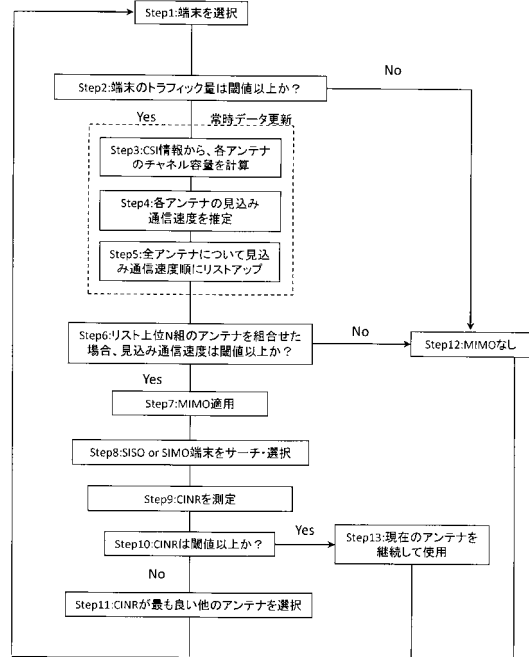 Step1:端末を選択
Step2:端末のトラフィック量は閾値以上か？
No
Yes
常時データ更新
Step3:CSI情報から、各アンテナ
のチャネル容量を計算
Step4:各アンテナの見込み
通信速度を推定
Step5:全アンテナについて見込
み通信速度順にリストアップ
Step6:リスト上位N組のアンテナを組合せた
場合、見込み通信速度は閾値以上か？
No
Step12:MIMOなし
Yes
Step7:MIMO適用
Step8:SISO or SIMO端末をサーチ・選択
Step9:CINRを測定
Step10:CINRは閾値以上か？
Yes
Step13:現在のアンテナを
継続して使用
No
Step11:CINRが最も良い他のアンテナを選択